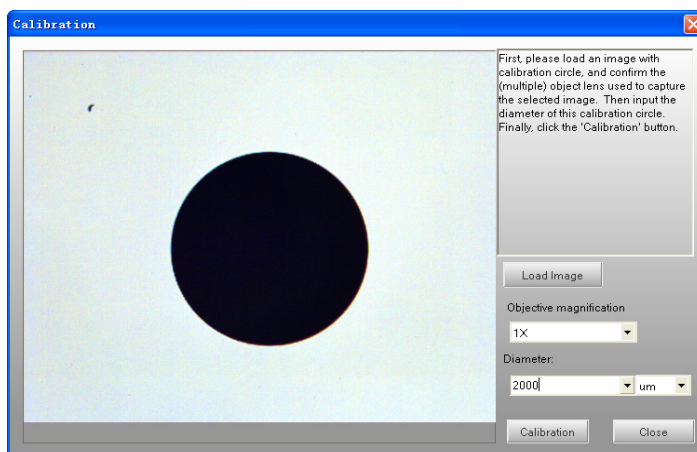 Calibration
First, please load an image with
calibration circle, and confirm the
(multiple) object lens used to capture
the selected image. Then input the
diameter of this calibration circle.
Finally, click the 'Calibration' button.
Load Image
Objective magnification
1X
Diameter:
2000 um
Calibration Close